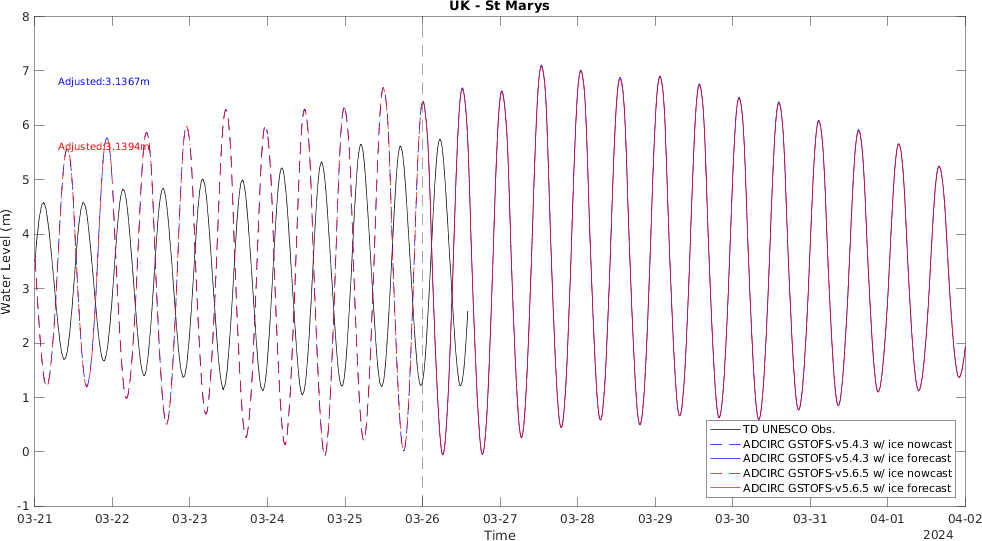 UK - St Marys
8
7
6
5
4
3
2
1
0
-1
Water Level (m)
Adjusted:3.1367m
Adjusted:3.1394m
TD UNESCO Obs.
ADCIRC GSTOFS-v5.4.3 w/ ice nowcast
ADCIRC GSTOFS-v5.4.3 w/ ice forecast
ADCIRC GSTOFS-v5.6.5 w/ ice nowcast
ADCIRC GSTOFS-v5.6.5 w/ ice forecast
03-21 03-22 03-23 03-24 03-25 03-26 03-27 03-28 03-29 03-30 03-31 04-01 04-02
Time
2024